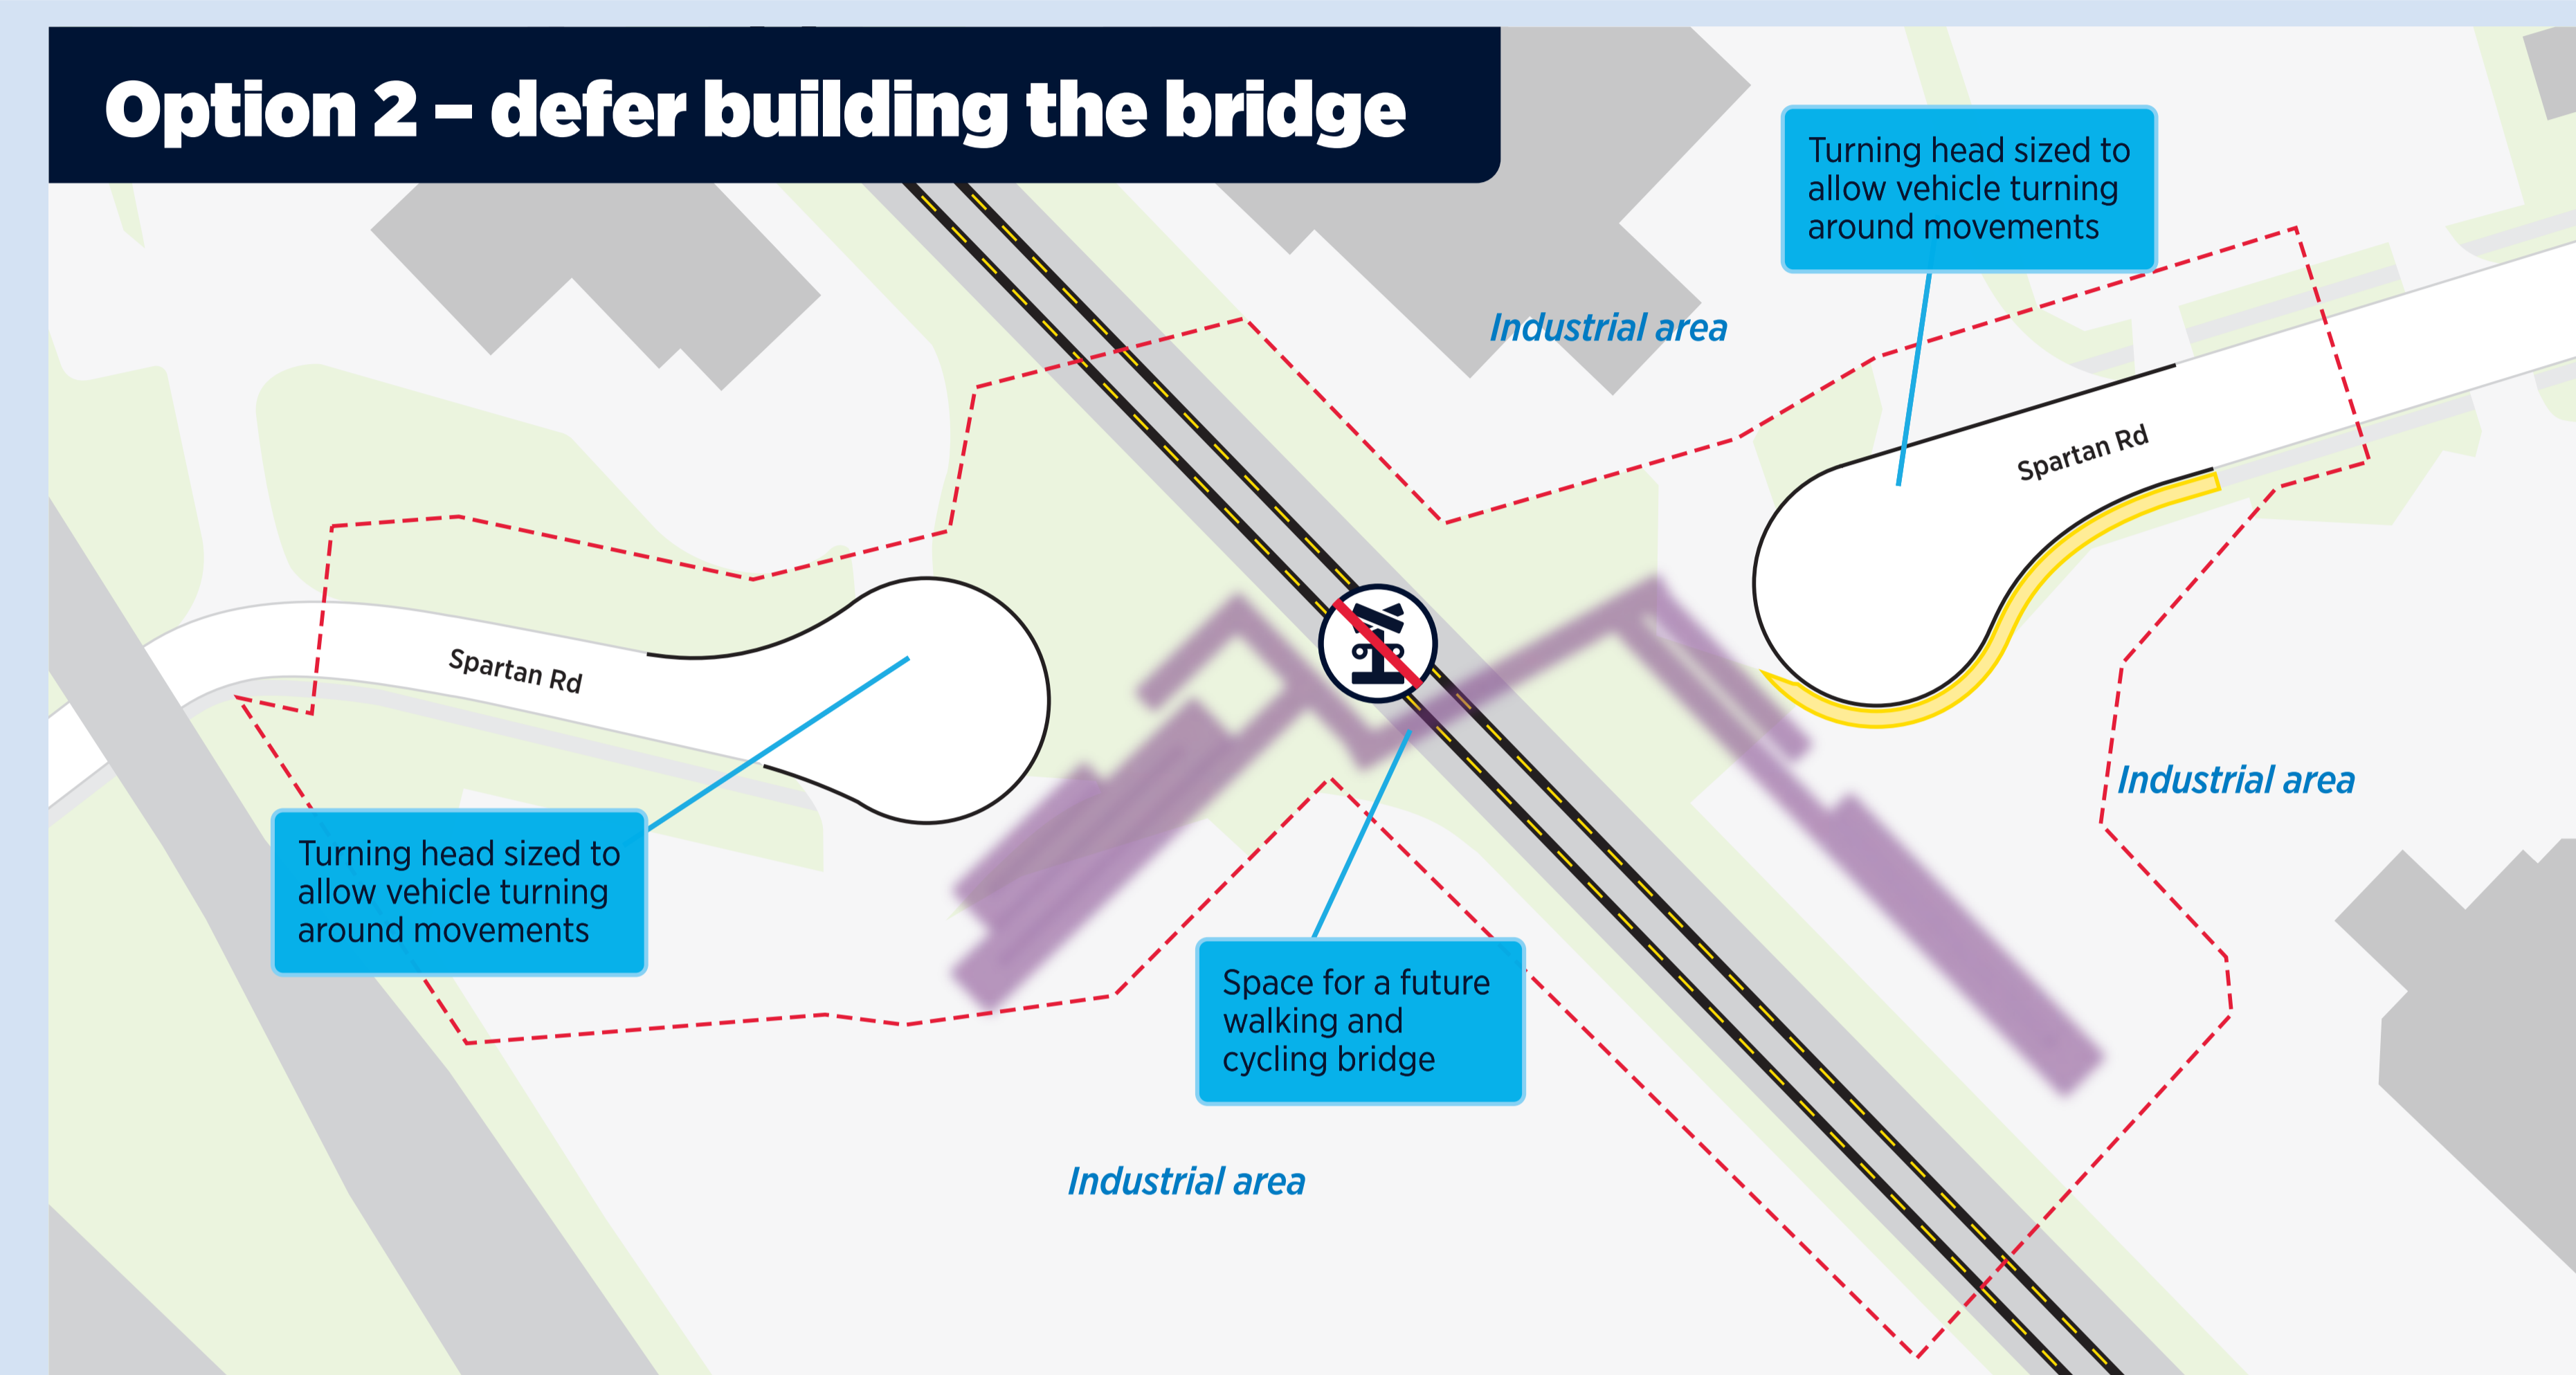 Option 2 – defer building the bridge
Turning head sized to
allow vehicle turning
around movements
Industrial area
Spartan Rd
Spartan Rd
Industrial area
Turning head sized to
allow vehicle turning
around movements
Space for a future
walking and
cycling bridge
Industrial area